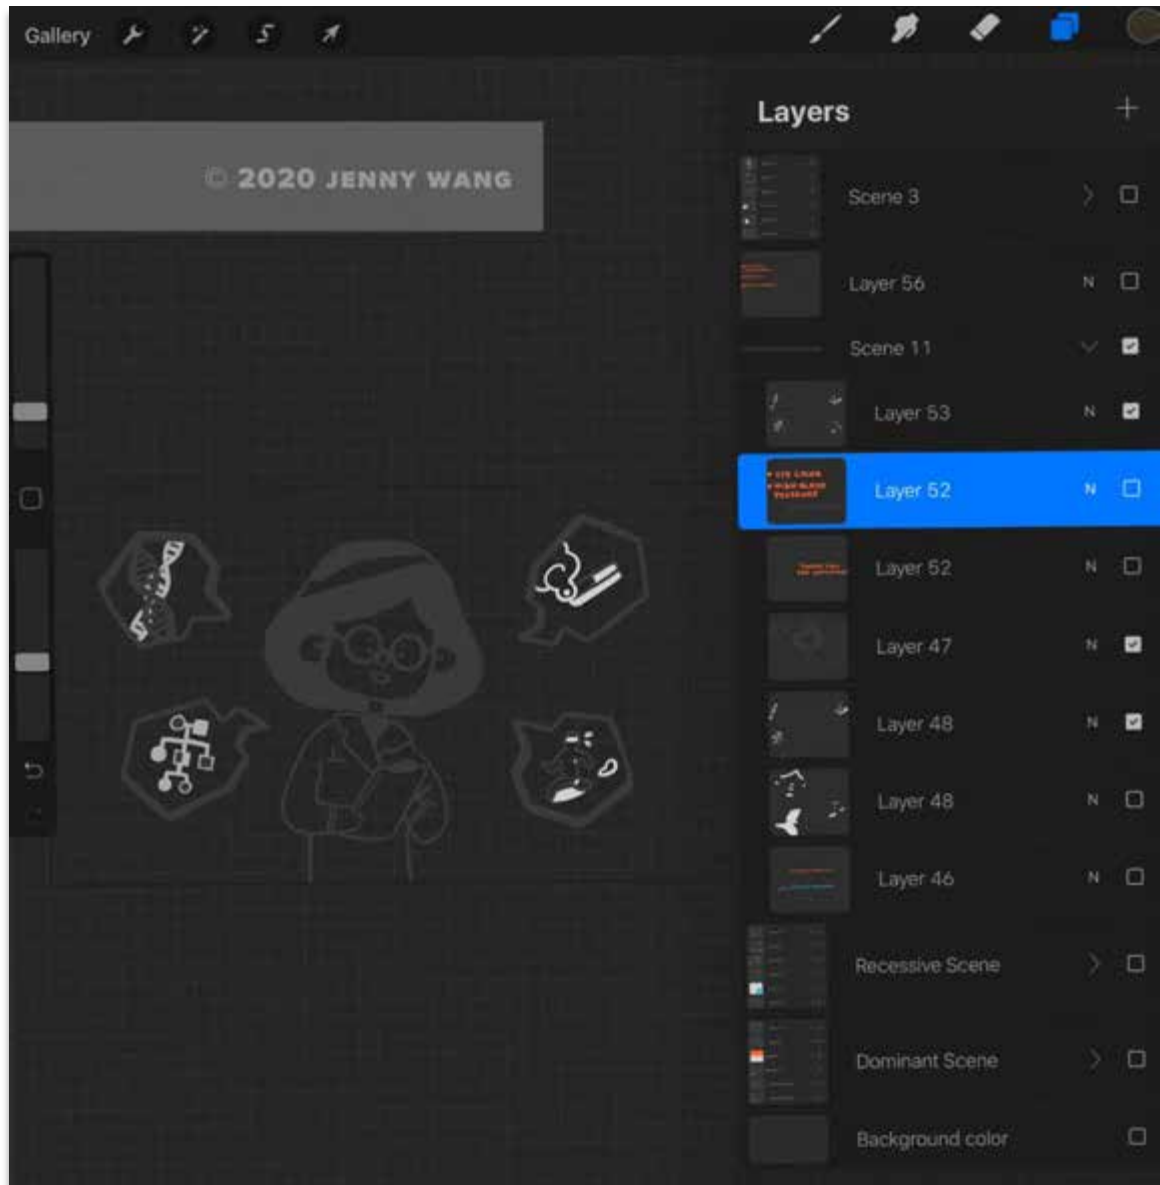 Gallery
© 2020 JENNY WANG
Layers
Scene 3
Layer 56 N
Scene 11
Layer 53 N
Layer 52 N
Layer 52 N
Layer 47 N
Layer 48 N
Layer 48 N
Layer 46 N
Recessive Scene
Dominant Scene
Background color